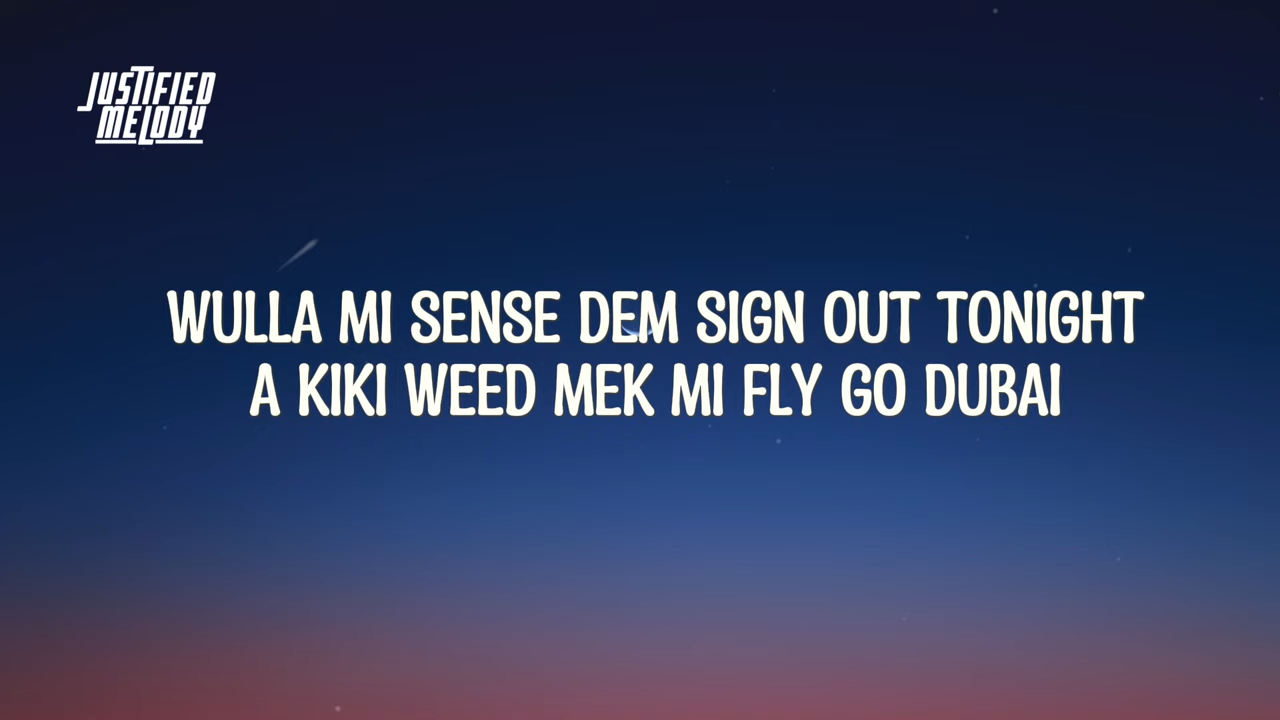 JUSTIFIED
MELODY
WULLA MI SENSE DEM SIGN OUT TONIGHT
A KIKI WEED MEK MI FLY GO DUBAI